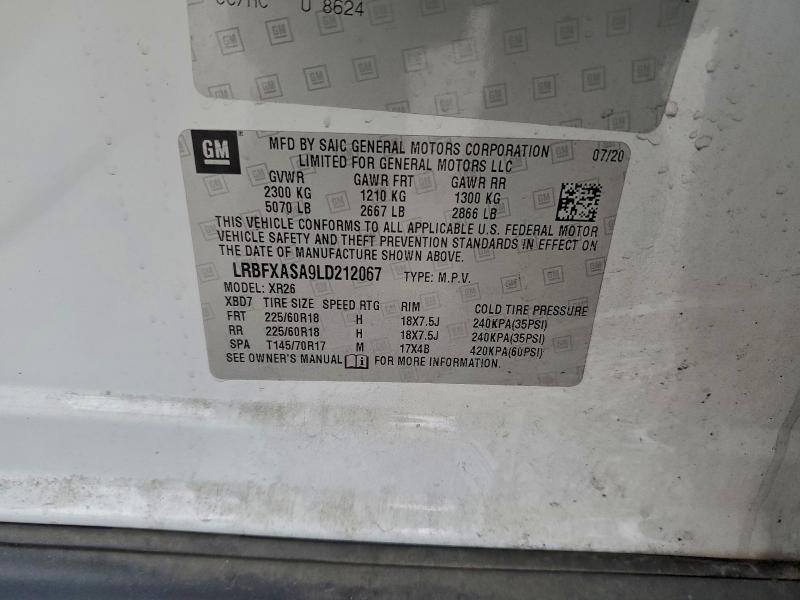 U 8624
GM
MFD BY SAIC GENERAL MOTORS CORPORATION
LIMITED FOR GENERAL MOTORS LLC
07/20
GVWR GAWR FRT GAWR RR
2300 KG 1210 KG 1300 KG
5070 LB 2667 LB 2866 LB
THIS VEHICLE CONFORMS TO ALL APPLICABLE U.S. FEDERAL MOTOR
VEHICLE SAFETY AND THEFT PREVENTION STANDARDS IN EFFECT ON
THE DATE OF MANUFACTURE SHOWN ABOVE.
LRBFXASA9LD212067 TYPE: M.P.V.
MODEL: XR26
XBD7 TIRE SIZE SPEED RTG RIM COLD TIRE PRESSURE
FRT 225/60R18 H 18X7.5J 240KPA(35PSI)
RR 225/60R18 H 18X7.5J 240KPA(35PSI)
SPA T145/70R17 M 17X4B 420KPA(60PSI)
SEE OWNER'S MANUAL i FOR MORE INFORMATION.